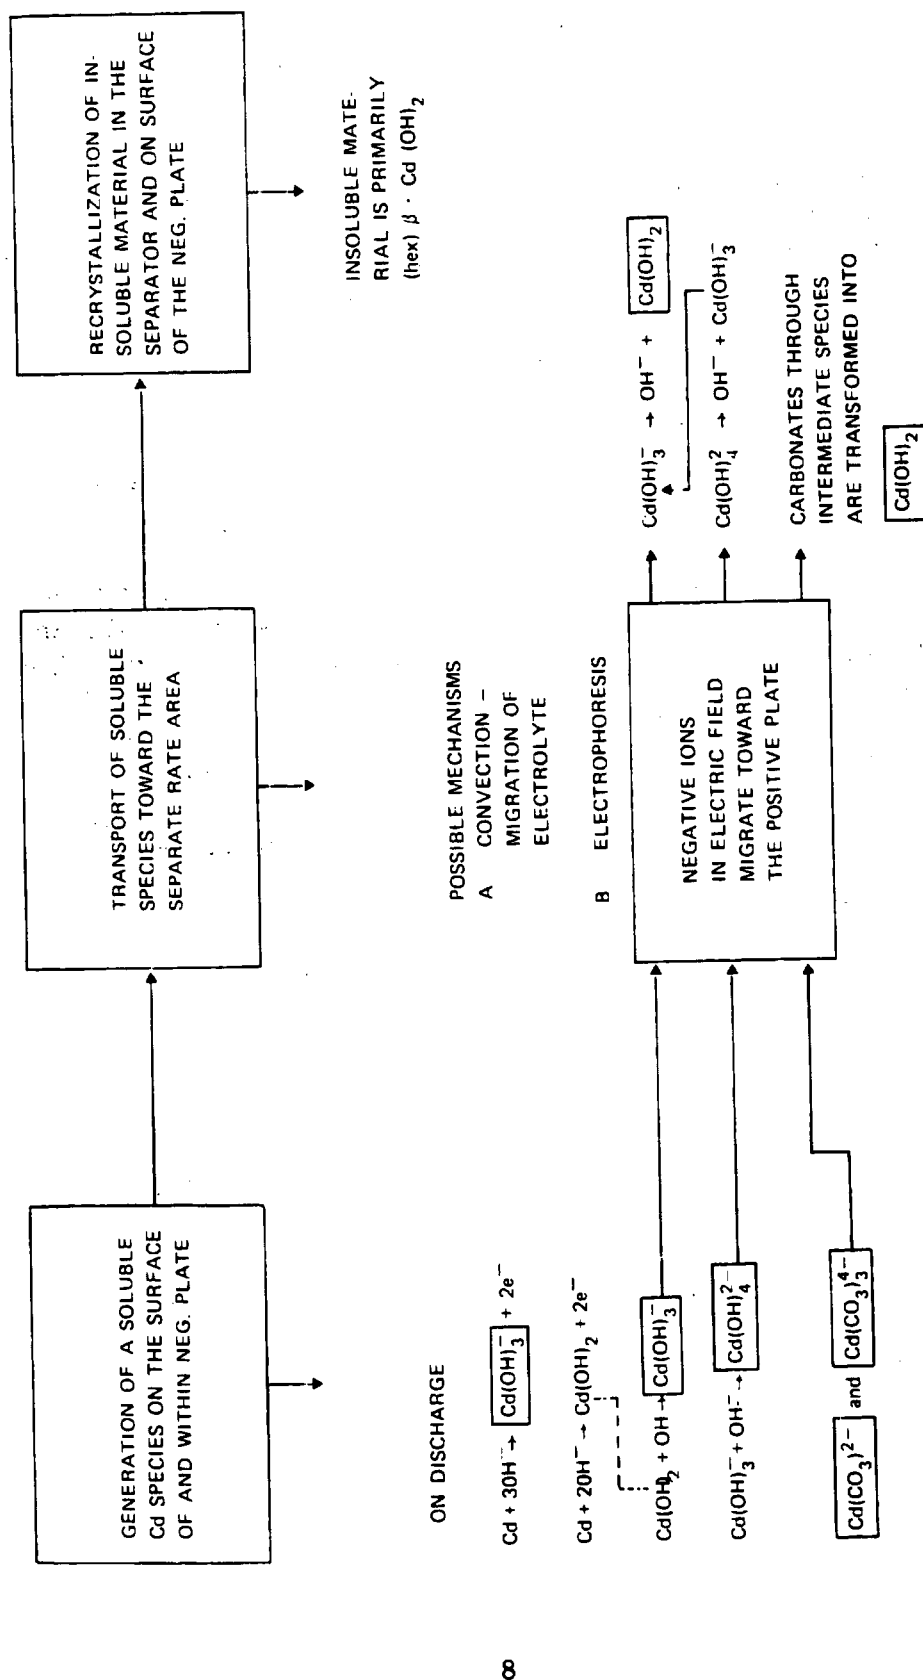 GENERATION OF A SOLUBLE
Cd SPECIES ON THE SURFACE
OF AND WITHIN NEG. PLATE
TRANSPORT OF SOLUBLE
SPECIES TOWARD THE
SEPARATE RATE AREA
RECRYSTALLIZATION OF IN-
SOLUBLE MATERIAL IN THE
SEPARATOR AND ON SURFACE
OF THE NEG. PLATE
ON DISCHARGE
Cd + 3OH⁻ → Cd(OH)₃⁻ + 2e⁻
Cd + 2OH⁻ → Cd(OH)₂ + 2e⁻
Cd(OH)₂ + OH → Cd(OH)₃⁻
Cd(OH)₃⁻ + OH⁻ → Cd(OH)₄²⁻
Cd(CO₃)²⁻ and Cd(CO₃)₃⁴⁻
POSSIBLE MECHANISMS
A CONVECTION –
MIGRATION OF
ELECTROLYTE
B ELECTROPHORESIS
NEGATIVE IONS
IN ELECTRIC FIELD
MIGRATE TOWARD
THE POSITIVE PLATE
INSOLUBLE MATE-
RIAL IS PRIMARILY
(hex) β · Cd (OH)₂
Cd(OH)₃⁻ → OH⁻ + Cd(OH)₂
Cd(OH)₄² → OH⁻ + Cd(OH)₃⁻
CARBONATES THROUGH
INTERMEDIATE SPECIES
ARE TRANSFORMED INTO
Cd(OH)₂
8